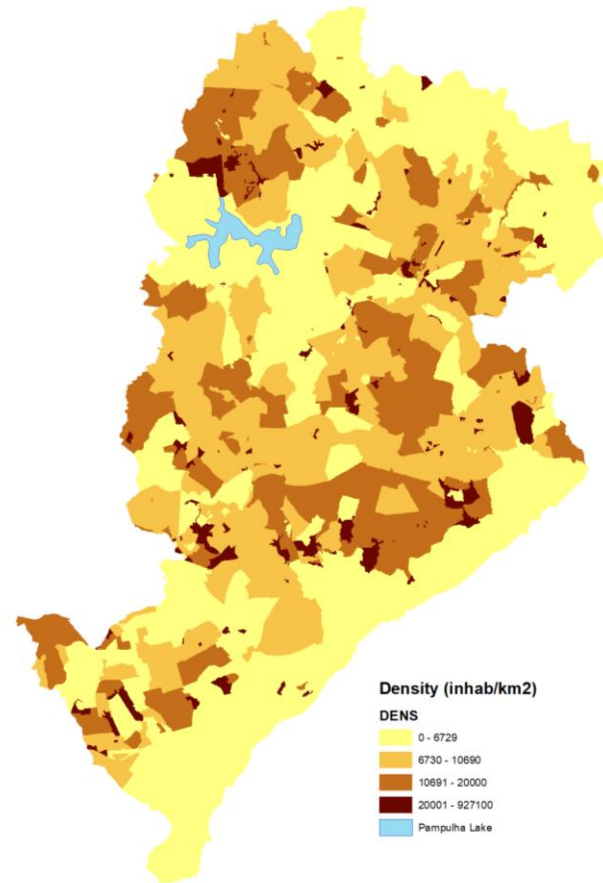 Density (inhab/km2)
DENS
0 - 6729
6730 - 10690
10691 - 20000
20001 - 927100
Pampulha Lake